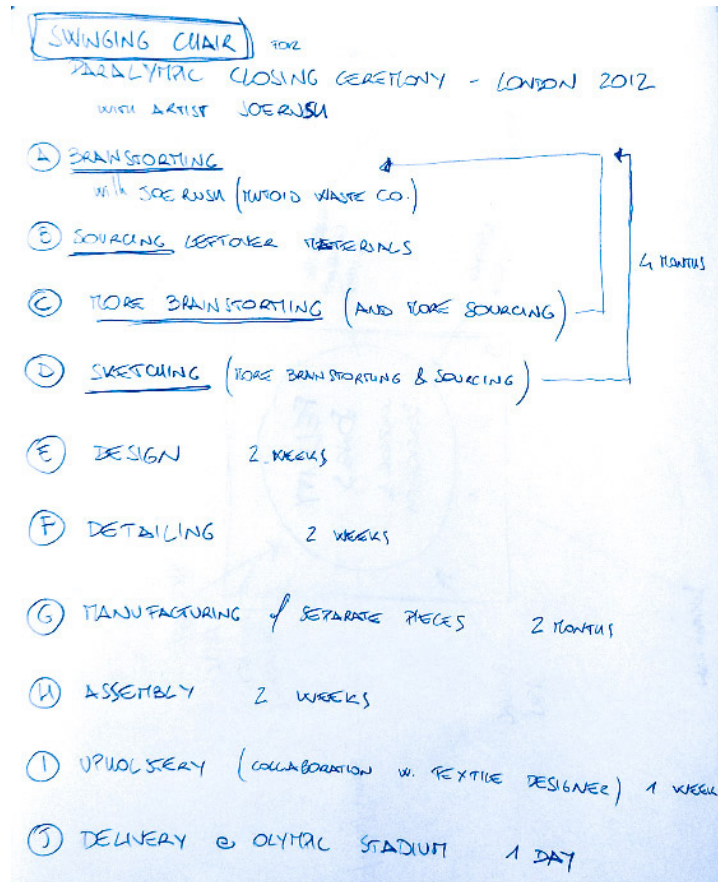 SWINGING CHAIR FOR
PARALYMPIC CLOSING CEREMONY - LONDON 2012
WITH ARTIST JOE RUSH
A BRAINSTORMING
with JOE RUSH (MUTOID WASTE CO.)
B SOURCING LEFTOVER MATERIALS
4 MONTHS
C MORE BRAINSTORMING (AND MORE SOURCING)
D SKETCHING (MORE BRAINSTORMING & SOURCING)
E DESIGN 2 WEEKS
F DETAILING 2 WEEKS
G MANUFACTURING of SEPARATE PIECES 2 MONTHS
H ASSEMBLY 2 WEEKS
I UPHOLSTERY (COLLABORATION W. TEXTILE DESIGNER) 1 WEEK
J DELIVERY @ OLYMPIC STADIUM 1 DAY